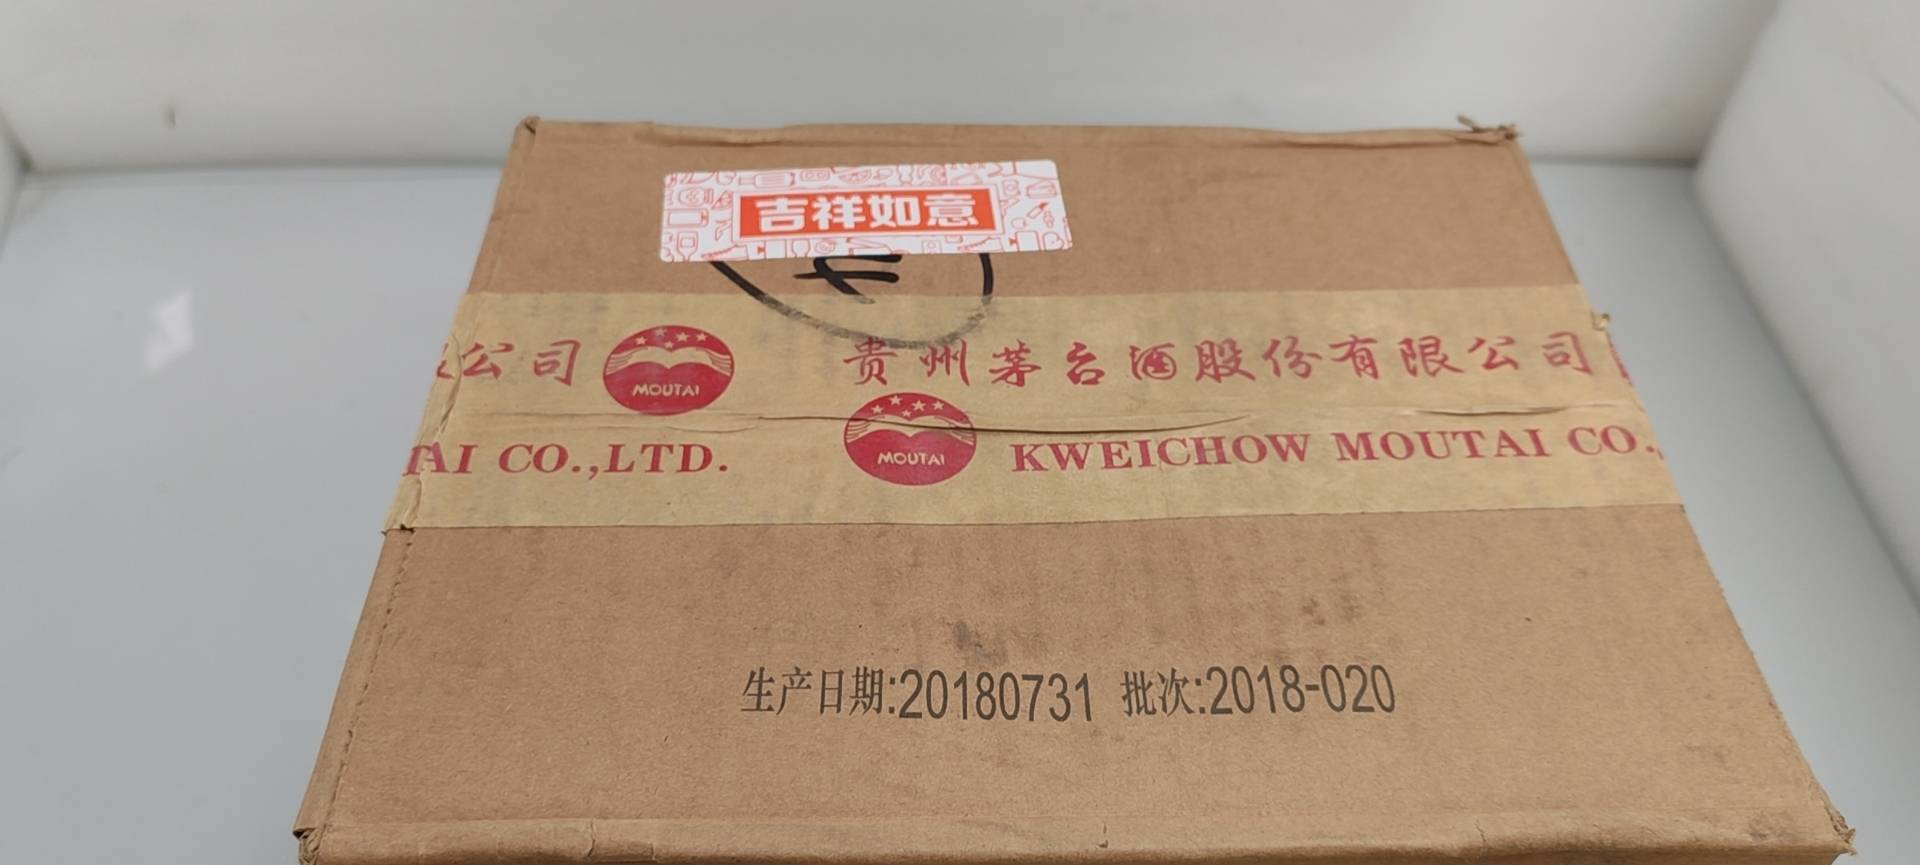 吉祥如意
公司 MOUTAI 贵州茅台酒股份有限公司
TAI CO.,LTD. MOUTAI KWEICHOW MOUTAI CO.,
生产日期:20180731 批次:2018-020